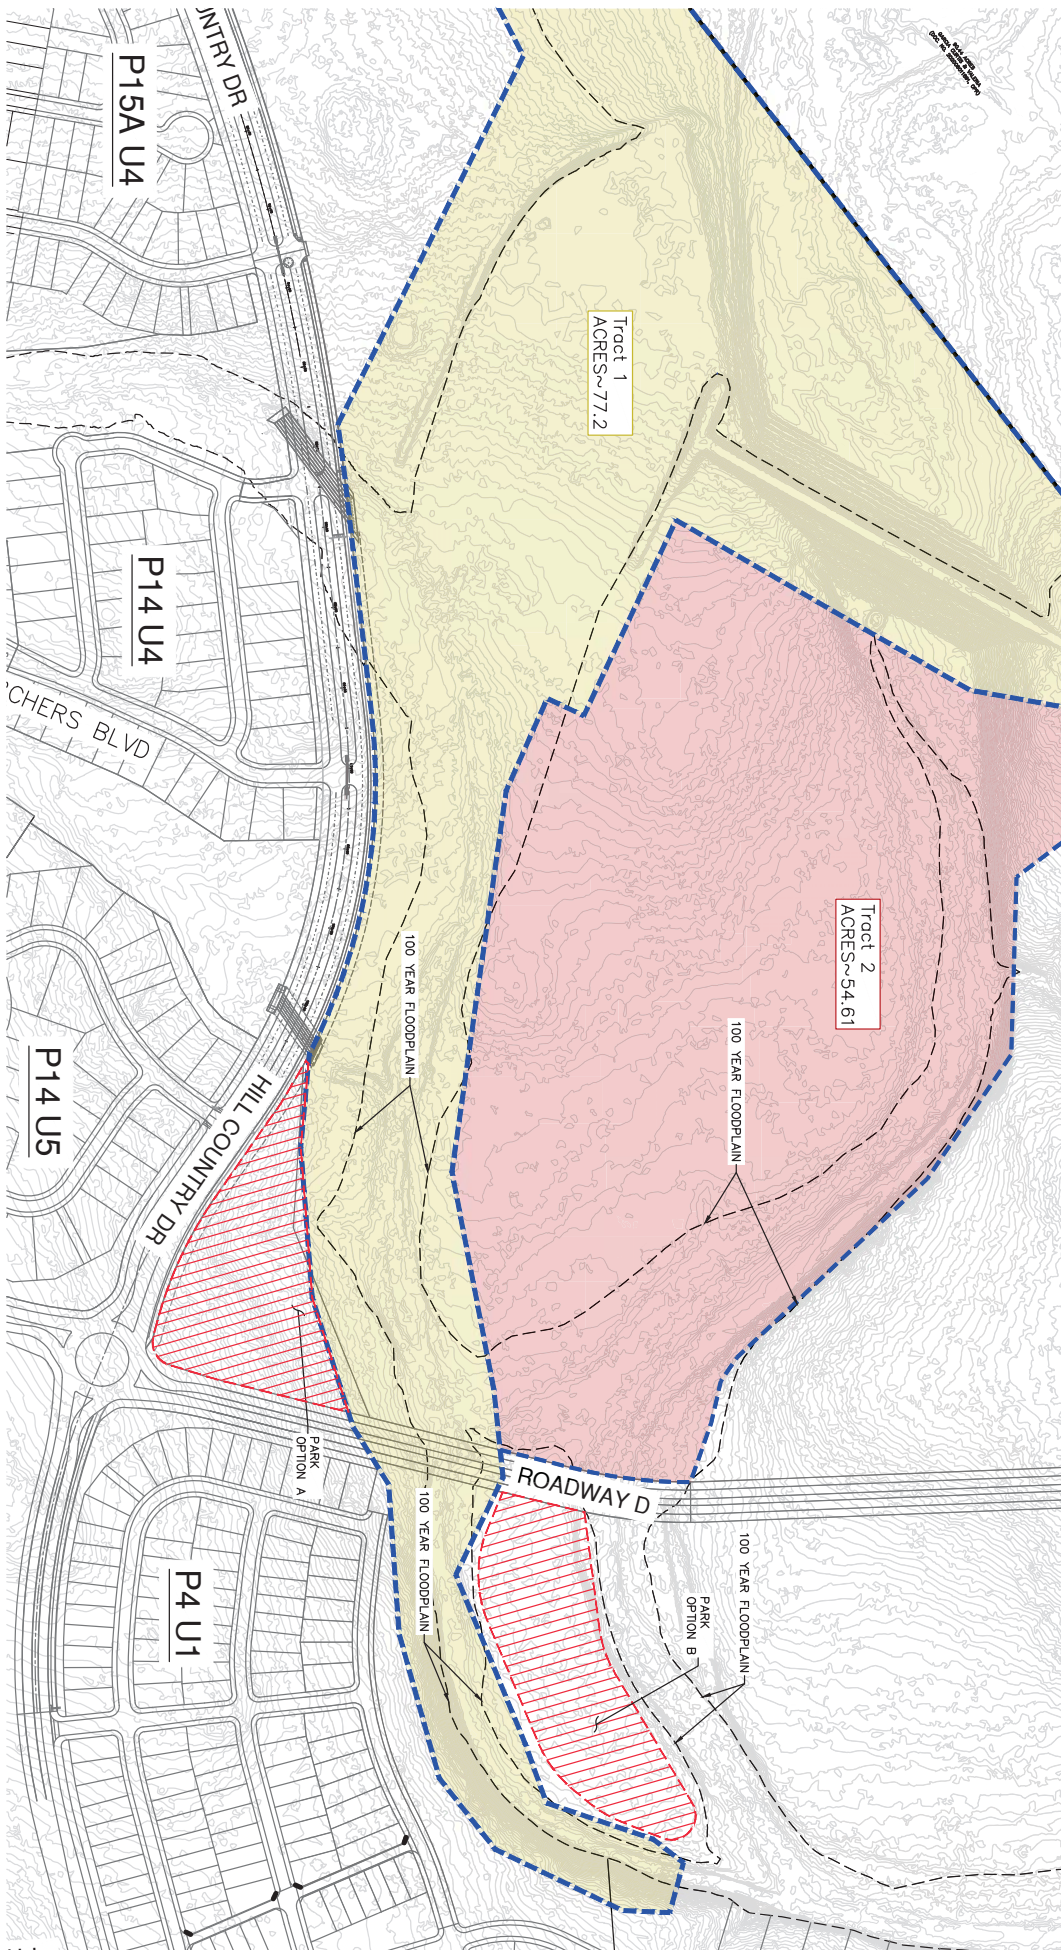 UNTRY DR
P15A U4
Tract 1
ACRES~77.2
P14 U4
CHERS BLVD
Tract 2
ACRES~54.61
100 YEAR FLOODPLAIN
100 YEAR FLOODPLAIN
P14 U5
HILL COUNTRY DR
PARK
OPTION A
ROADWAY D
100 YEAR FLOODPLAIN
100 YEAR FLOODPLAIN
PARK
OPTION B
P4 U1